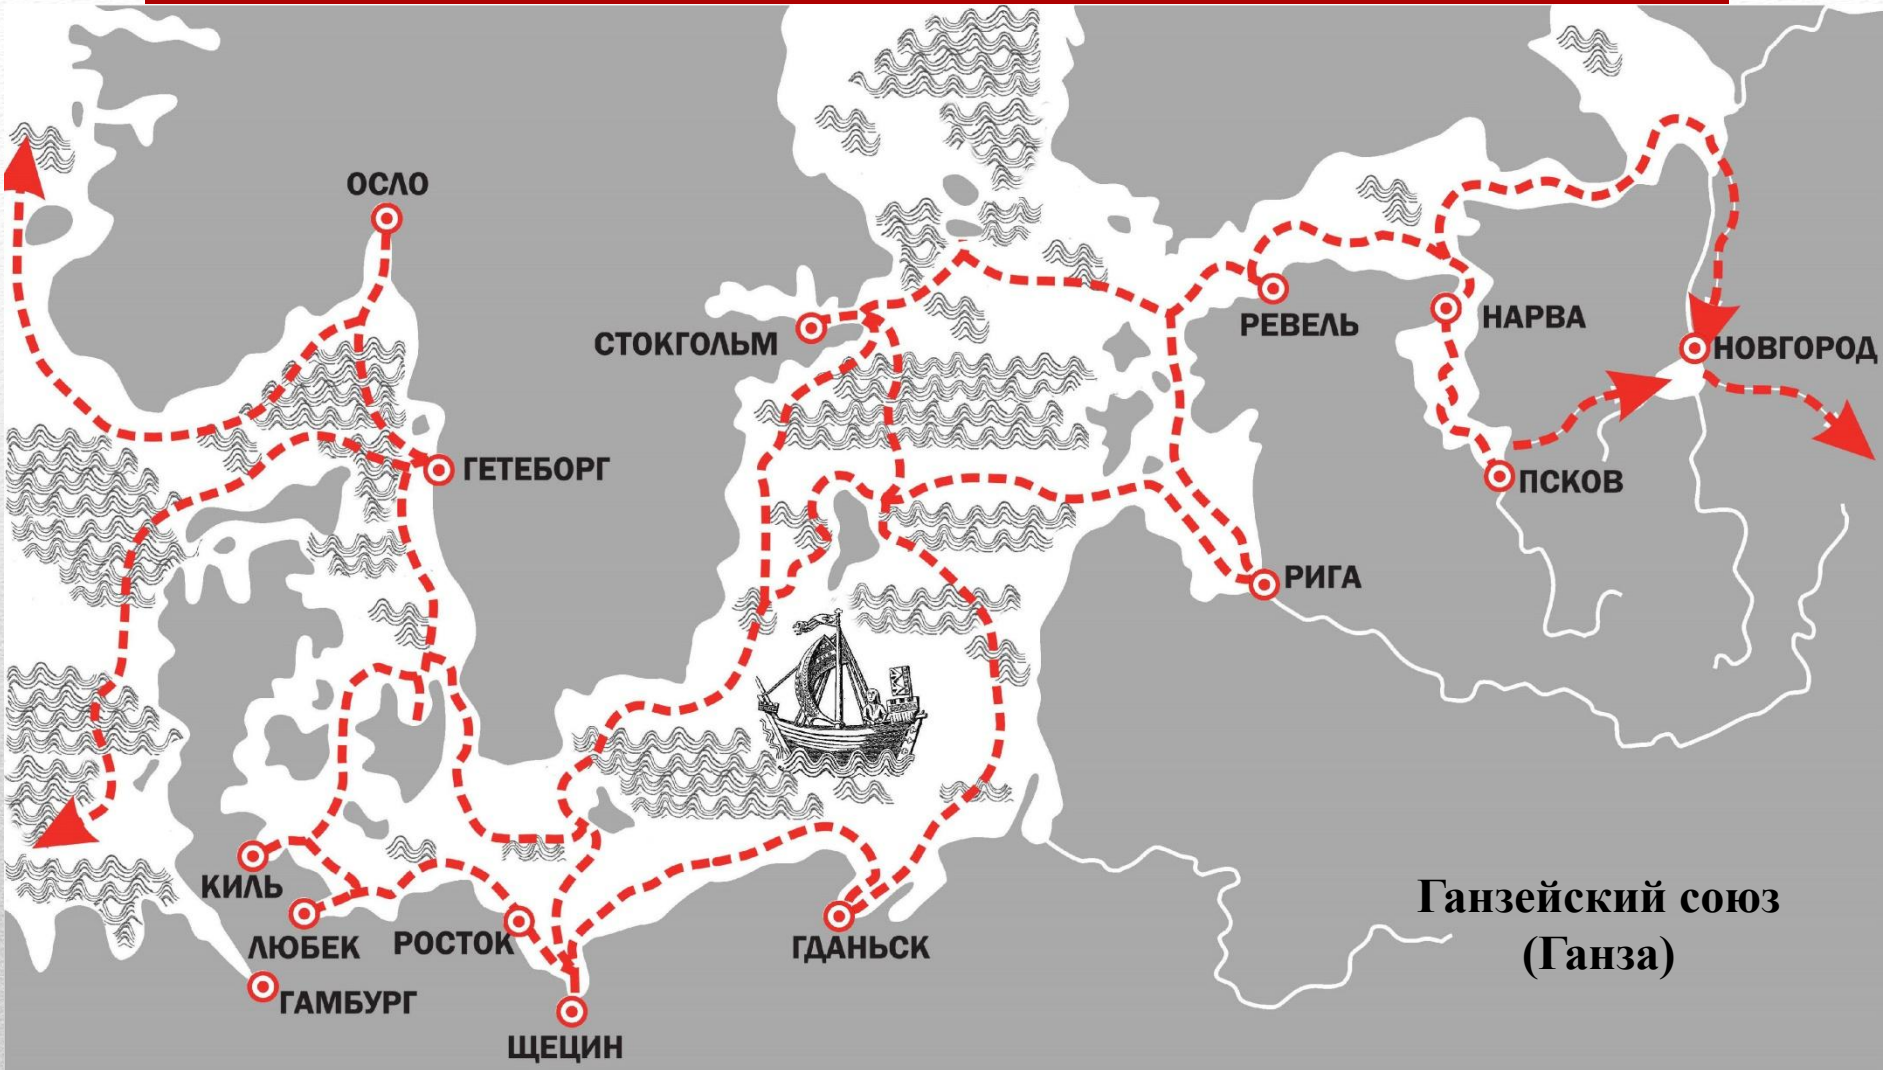 ОСЛО
СТОКГОЛЬМ
РЕВЕЛЬ
НАРВА
НОВГОРОД
ГЕТЕБОРГ
ПСКОВ
РИГА
КИЛЬ
ЛЮБЕК
РОСТОК
ГДАНЬСК
ГАМБУРГ
ЩЕЦИН
Ганзейский союз
(Ганза)